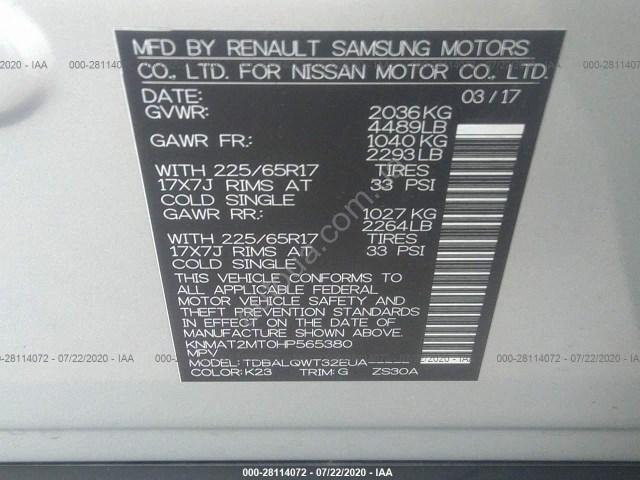 000-28114072 - 07/22/2020 - IAA
MFD BY RENAULT SAMSUNG MOTORS
CO., LTD. FOR NISSAN MOTOR CO., LTD.
DATE: 03/17
GVWR: 2036KG
4489LB
GAWR FR: 1040 KG
2293LB
WITH 225/65R17 TIRES
17X7J RIMS AT 33 PSI
COLD SINGLE
GAWR RR: 1027 KG
2264LB
WITH 225/65R17 TIRES
17X7J RIMS AT 33 PSI
COLD SINGLE
THIS VEHICLE CONFORMS TO
ALL APPLICABLE FEDERAL
MOTOR VEHICLE SAFETY AND
THEFT PREVENTION STANDARDS
IN EFFECT ON THE DATE OF
MANUFACTURE SHOWN ABOVE.
KNMAT2MT0HP565380
MPV
MODEL: TDBALGWT32EUA
COLOR: K23 TRIM: G ZS30A
000-28114072 - 07/22/2020 - IAA
000-28114072 - 07/22/2020 - IAA